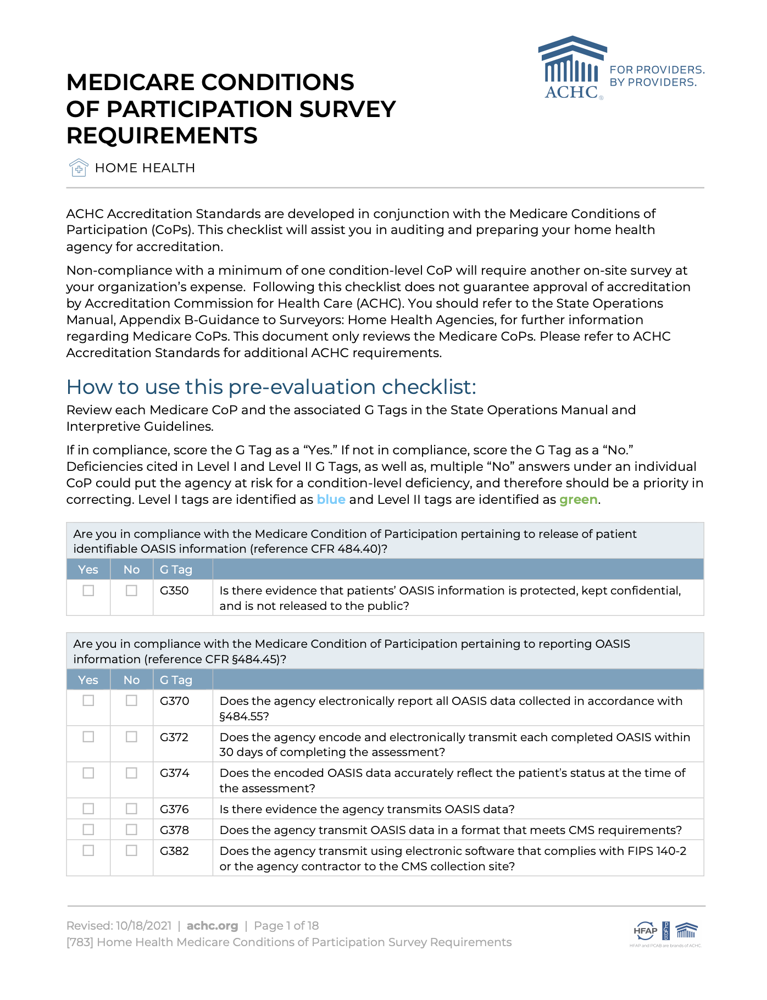 MEDICARE CONDITIONS
OF PARTICIPATION SURVEY
REQUIREMENTS
ACHC®
FOR PROVIDERS.
BY PROVIDERS.
HOME HEALTH
ACHC Accreditation Standards are developed in conjunction with the Medicare Conditions of
Participation (CoPs). This checklist will assist you in auditing and preparing your home health
agency for accreditation.
Non-compliance with a minimum of one condition-level CoP will require another on-site survey at
your organization’s expense.  Following this checklist does not guarantee approval of accreditation
by Accreditation Commission for Health Care (ACHC). You should refer to the State Operations
Manual, Appendix B-Guidance to Surveyors: Home Health Agencies, for further information
regarding Medicare CoPs. This document only reviews the Medicare CoPs. Please refer to ACHC
Accreditation Standards for additional ACHC requirements.
How to use this pre-evaluation checklist:
Review each Medicare CoP and the associated G Tags in the State Operations Manual and
Interpretive Guidelines.
If in compliance, score the G Tag as a “Yes.” If not in compliance, score the G Tag as a “No.”
Deficiencies cited in Level I and Level II G Tags, as well as, multiple “No” answers under an individual
CoP could put the agency at risk for a condition-level deficiency, and therefore should be a priority in
correcting. Level I tags are identified as blue and Level II tags are identified as green.
Are you in compliance with the Medicare Condition of Participation pertaining to release of patient
identifiable OASIS information (reference CFR 484.40)?
Yes No G Tag
☐ ☐ G350 Is there evidence that patients’ OASIS information is protected, kept confidential,
and is not released to the public?
Are you in compliance with the Medicare Condition of Participation pertaining to reporting OASIS
information (reference CFR §484.45)?
Yes No G Tag
☐ ☐ G370 Does the agency electronically report all OASIS data collected in accordance with
§484.55?
☐ ☐ G372 Does the agency encode and electronically transmit each completed OASIS within
30 days of completing the assessment?
☐ ☐ G374 Does the encoded OASIS data accurately reflect the patient’s status at the time of
the assessment?
☐ ☐ G376 Is there evidence the agency transmits OASIS data?
☐ ☐ G378 Does the agency transmit OASIS data in a format that meets CMS requirements?
☐ ☐ G382 Does the agency transmit using electronic software that complies with FIPS 140-2
or the agency contractor to the CMS collection site?
Revised: 10/18/2021 | achc.org | Page 1 of 18
[783] Home Health Medicare Conditions of Participation Survey Requirements
HFAP PCAB
HFAP and PCAB are brands of ACHC.